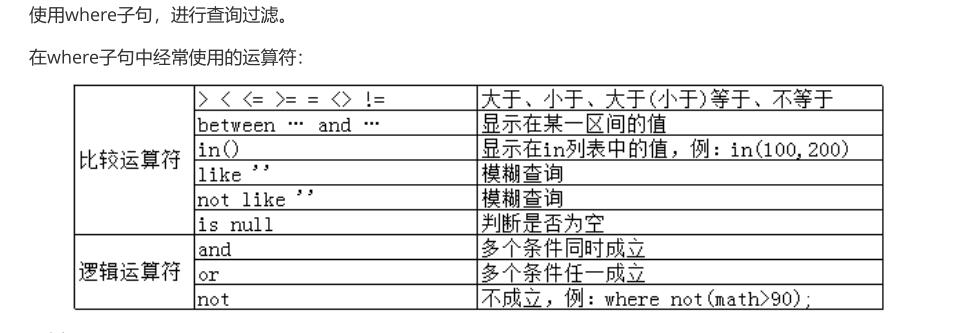 使用where子句，进行查询过滤。
在where子句中经常使用的运算符：
比较运算符
> < <= >= = <> != 大于、小于、大于(小于)等于、不等于
between … and … 显示在某一区间的值
in() 显示在in列表中的值，例：in(100,200)
like ’’ 模糊查询
not like ’’ 模糊查询
is null 判断是否为空
逻辑运算符
and 多个条件同时成立
or 多个条件任一成立
not 不成立，例：where not(math>90);